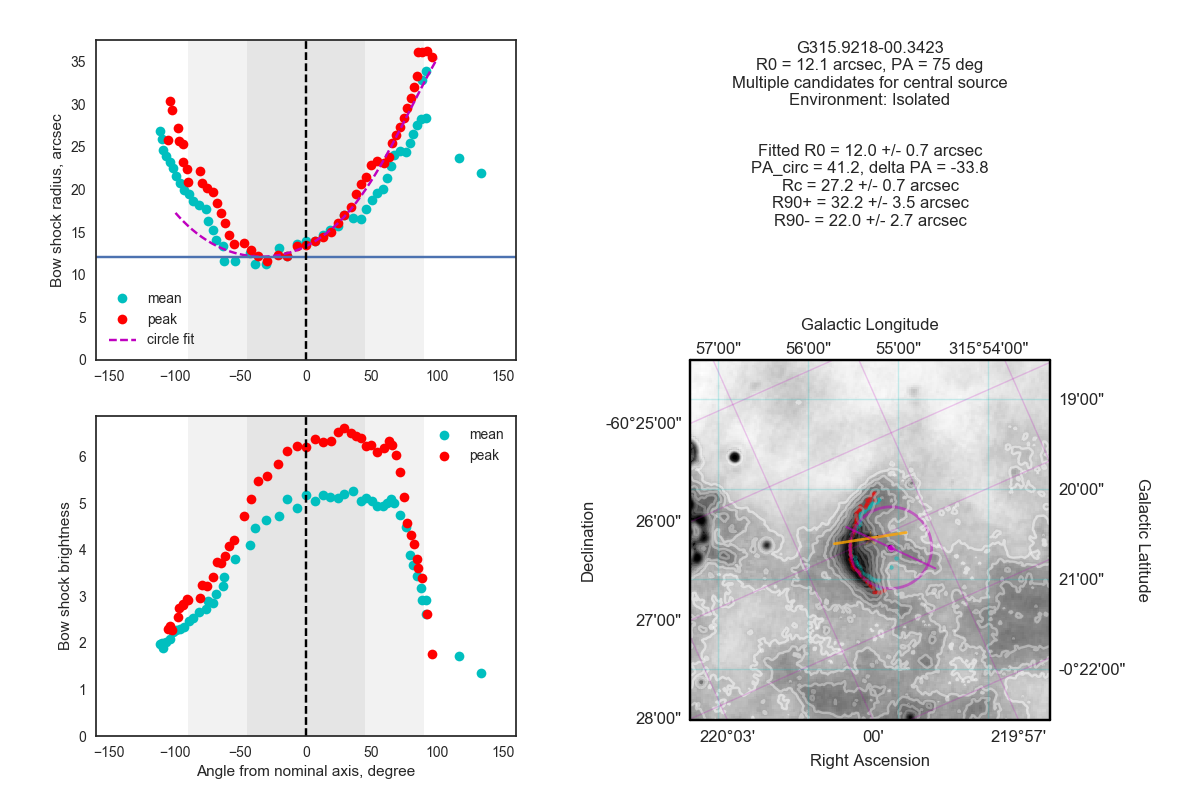 35
30
25
20
15
10
5
0
Bow shock radius, arcsec
mean
peak
circle fit
−150
−100
−50
0
50
100
150
6
5
4
3
2
1
0
Bow shock brightness
mean
peak
−150
−100
−50
0
50
100
150
Angle from nominal axis, degree
G315.9218-00.3423
R0 = 12.1 arcsec, PA = 75 deg
Multiple candidates for central source
Environment: Isolated
Fitted R0 = 12.0 +/- 0.7 arcsec
PA_circ = 41.2, delta PA = -33.8
Rc = 27.2 +/- 0.7 arcsec
R90+ = 32.2 +/- 3.5 arcsec
R90- = 22.0 +/- 2.7 arcsec
Galactic Longitude
57'00"
56'00"
55'00"
315°54'00"
-60°25'00"
26'00"
27'00"
28'00"
Declination
19'00"
20'00"
21'00"
-0°22'00"
Galactic Latitude
220°03'
00'
219°57'
Right Ascension